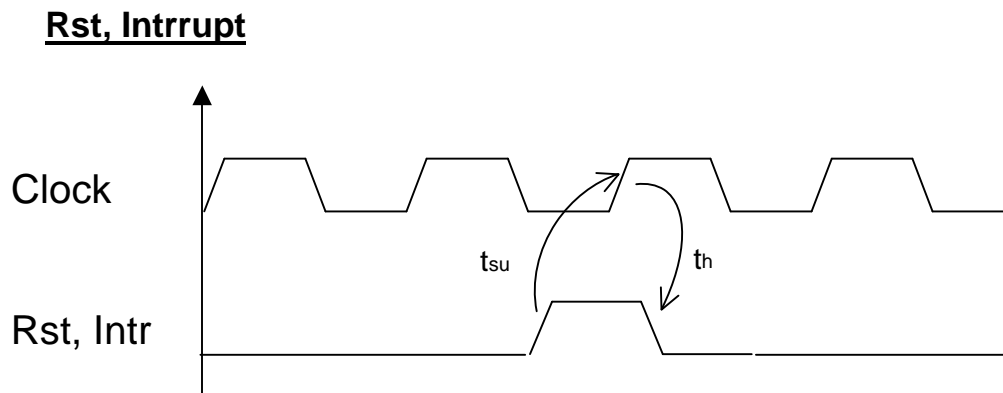 Rst, Intrrupt
Clock
tsu
th
Rst, Intr